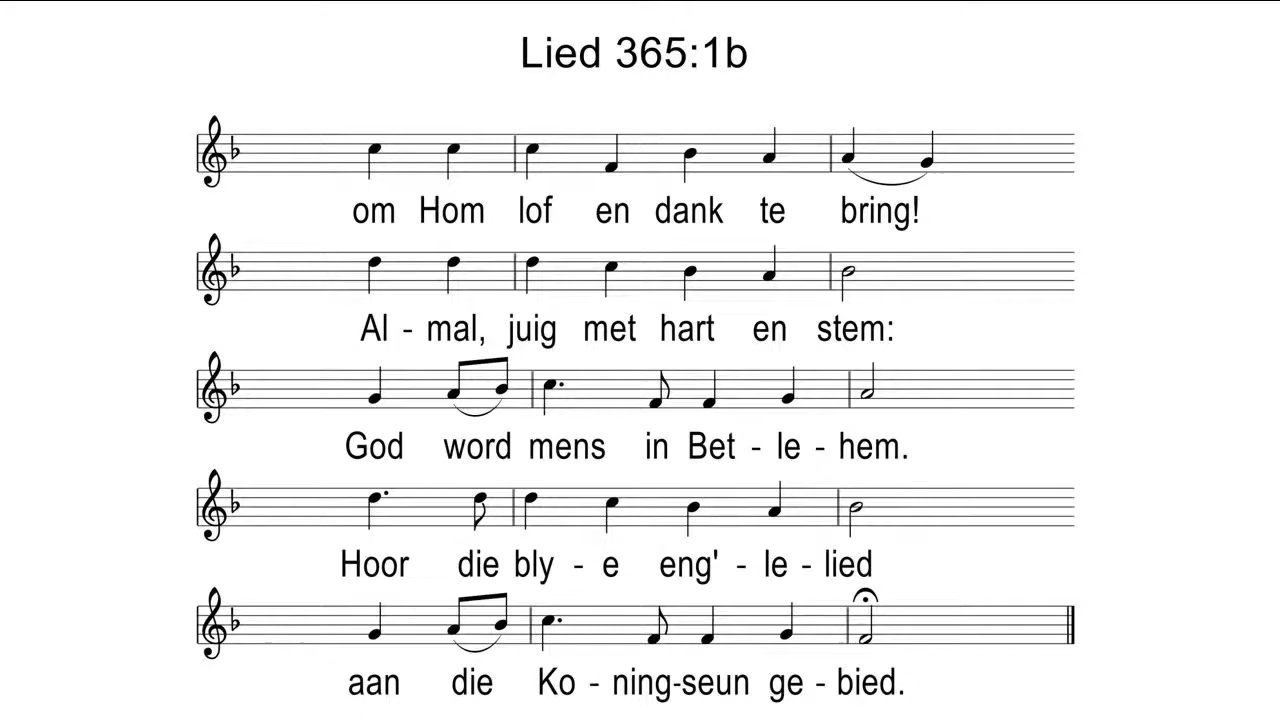 Lied 365:1b
om Hom lof en dank te bring!
Al - mal, juig met hart en stem:
God word mens in Bet - le - hem.
Hoor die bly - e eng' - le - lied
aan die Ko - ning-seun ge - bied.